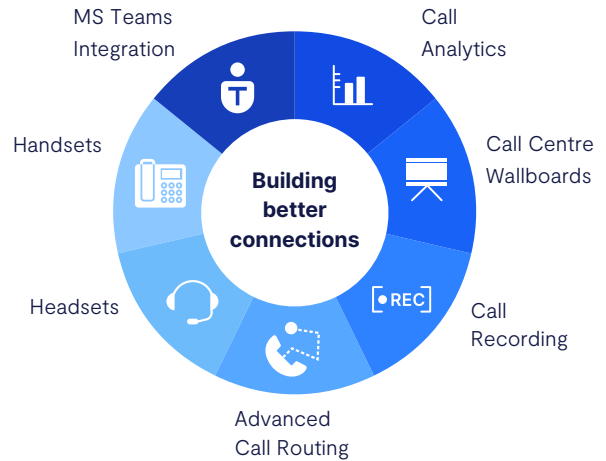 MS Teams
Integration
Call
Analytics
Handsets
Call Centre
Wallboards
Building
better
connections
T
REC
Headsets
Call
Recording
Advanced
Call Routing